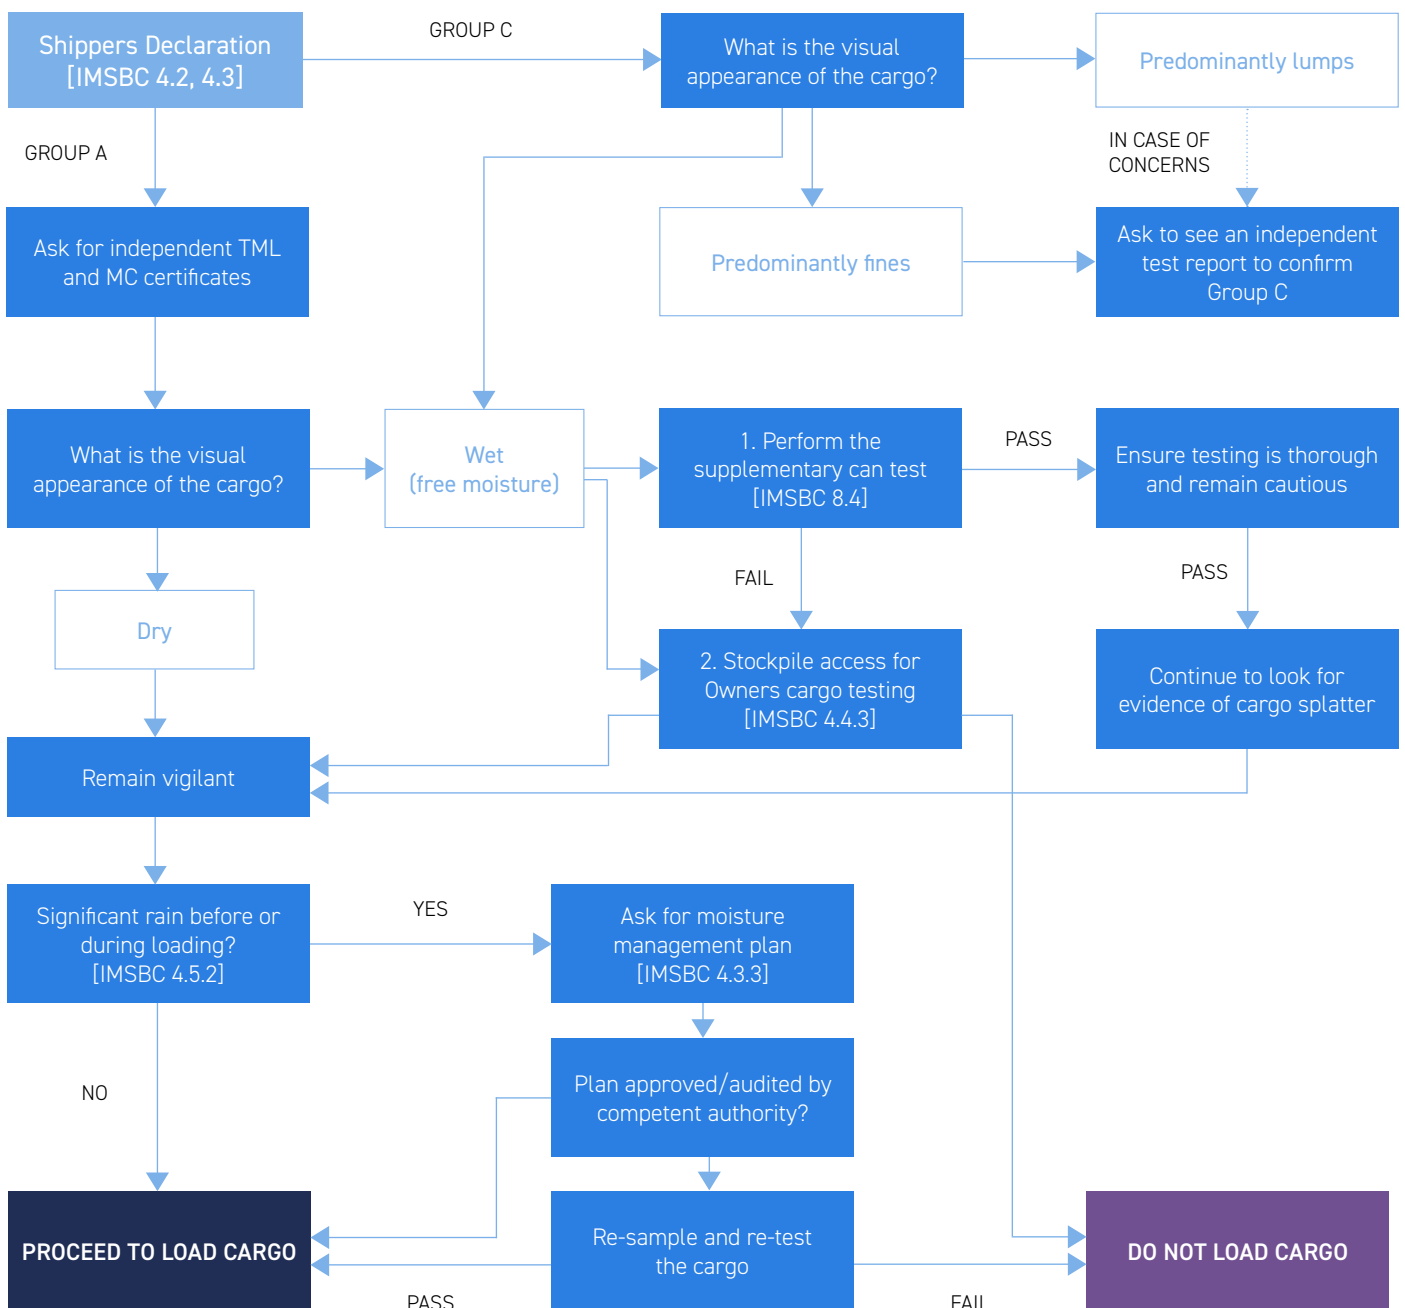 Shippers Declaration
[IMSBC 4.2, 4.3]
GROUP C
What is the visual
appearance of the cargo?
Predominantly lumps
GROUP A
IN CASE OF
CONCERNS
Ask for independent TML
and MC certificates
Predominantly fines
Ask to see an independent
test report to confirm
Group C
What is the visual
appearance of the cargo?
Wet
(free moisture)
1. Perform the
supplementary can test
[IMSBC 8.4]
PASS
Ensure testing is thorough
and remain cautious
FAIL
PASS
Dry
2. Stockpile access for
Owners cargo testing
[IMSBC 4.4.3]
Continue to look for
evidence of cargo splatter
Remain vigilant
Significant rain before or
during loading?
[IMSBC 4.5.2]
YES
Ask for moisture
management plan
[IMSBC 4.3.3]
NO
Plan approved/audited by
competent authority?
PROCEED TO LOAD CARGO
Re-sample and re-test
the cargo
DO NOT LOAD CARGO
PASS
FAIL